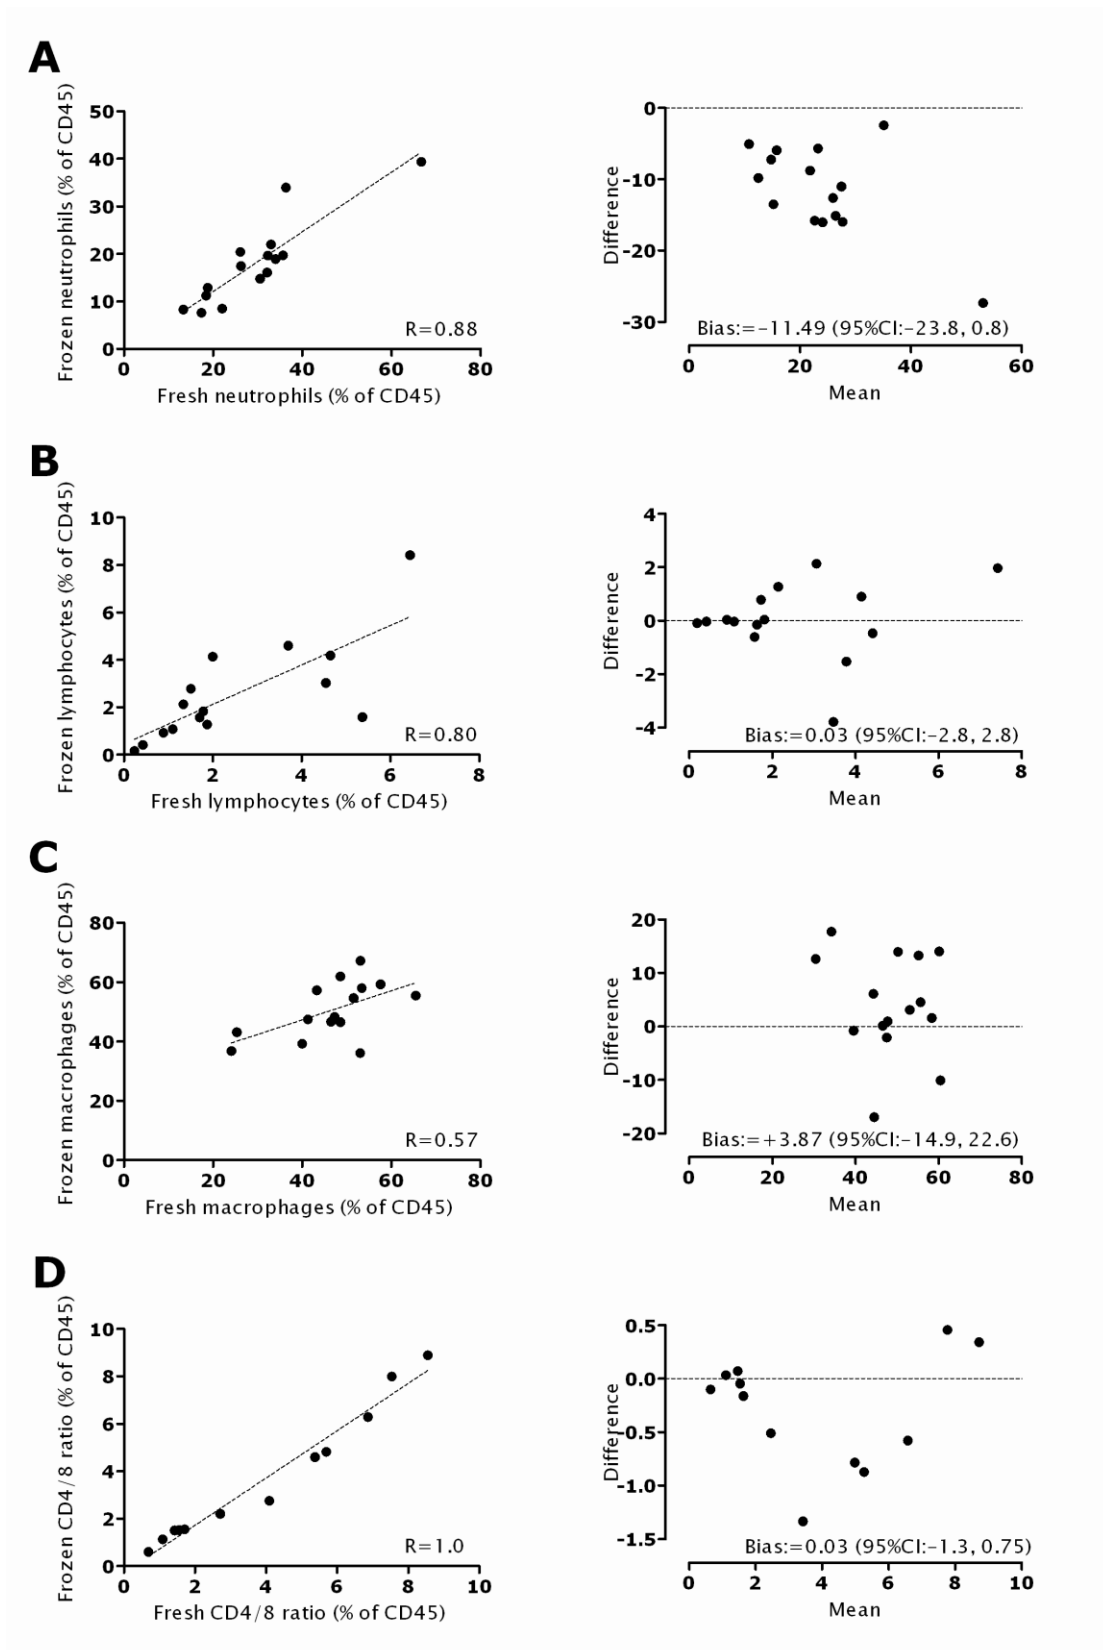 A
Frozen neutrophils (% of CD45)
50
40
30
20
10
0
0 20 40 60 80
R=0.88
Fresh neutrophils (% of CD45)
Difference
0
-10
-20
-30
Bias:=-11.49 (95%CI:-23.8, 0.8)
0 20 40 60
Mean
B
Frozen lymphocytes (% of CD45)
10
8
6
4
2
0
R=0.80
0 2 4 6 8
Fresh lymphocytes (% of CD45)
Difference
4
2
0
-2
-4
Bias:=0.03 (95%CI:-2.8, 2.8)
0 2 4 6 8
Mean
C
Frozen macrophages (% of CD45)
80
60
40
20
0
R=0.57
0 20 40 60 80
Fresh macrophages (% of CD45)
Difference
20
10
0
-10
-20
Bias:=+3.87 (95%CI:-14.9, 22.6)
0 20 40 60 80
Mean
D
Frozen CD4/8 ratio (% of CD45)
10
8
6
4
2
0
R=1.0
0 2 4 6 8 10
Fresh CD4/8 ratio (% of CD45)
Difference
0.5
0.0
-0.5
-1.0
-1.5
Bias:=0.03 (95%CI:-1.3, 0.75)
0 2 4 6 8 10
Mean